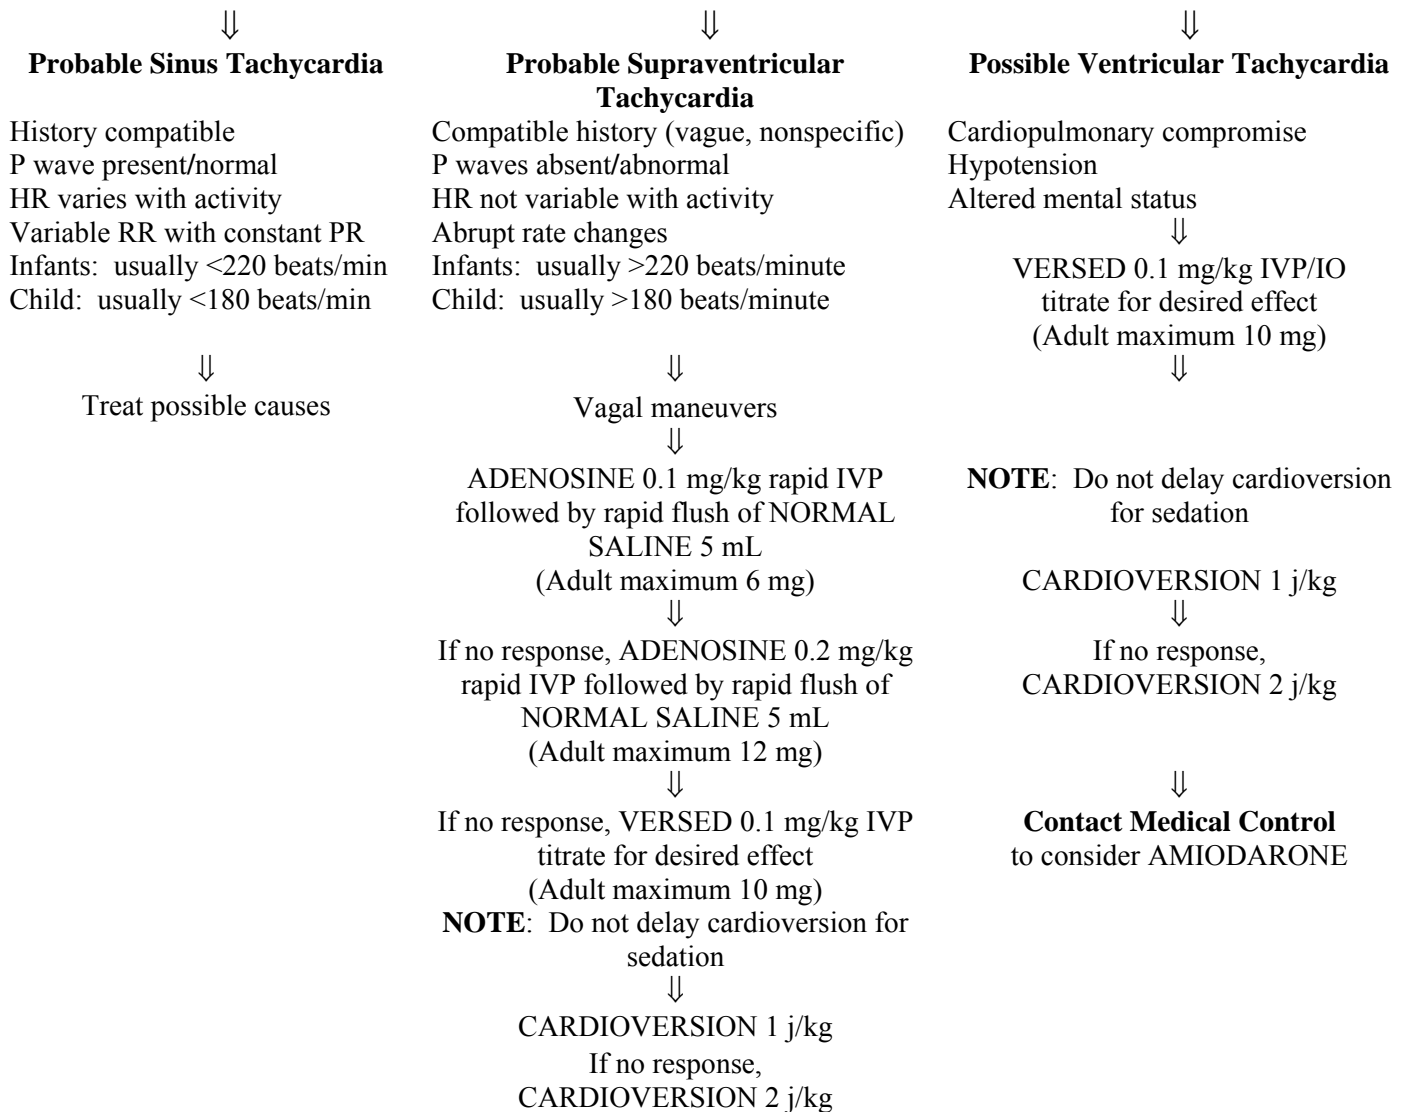 ⇓
Probable Sinus Tachycardia
History compatible
P wave present/normal
HR varies with activity
Variable RR with constant PR
Infants:  usually <220 beats/min
Child:  usually <180 beats/min
⇓
Treat possible causes
⇓
Probable Supraventricular
Tachycardia
Compatible history (vague, nonspecific)
P waves absent/abnormal
HR not variable with activity
Abrupt rate changes
Infants:  usually >220 beats/minute
Child:  usually >180 beats/minute
⇓
Vagal maneuvers
⇓
ADENOSINE 0.1 mg/kg rapid IVP
followed by rapid flush of NORMAL
SALINE 5 mL
(Adult maximum 6 mg)
⇓
If no response, ADENOSINE 0.2 mg/kg
rapid IVP followed by rapid flush of
NORMAL SALINE 5 mL
(Adult maximum 12 mg)
⇓
If no response, VERSED 0.1 mg/kg IVP
titrate for desired effect
(Adult maximum 10 mg)
NOTE:  Do not delay cardioversion for
sedation
⇓
CARDIOVERSION 1 j/kg
If no response,
CARDIOVERSION 2 j/kg
⇓
Possible Ventricular Tachycardia
Cardiopulmonary compromise
Hypotension
Altered mental status
⇓
VERSED 0.1 mg/kg IVP/IO
titrate for desired effect
(Adult maximum 10 mg)
⇓
NOTE:  Do not delay cardioversion
for sedation
CARDIOVERSION 1 j/kg
⇓
If no response,
CARDIOVERSION 2 j/kg
⇓
Contact Medical Control
to consider AMIODARONE